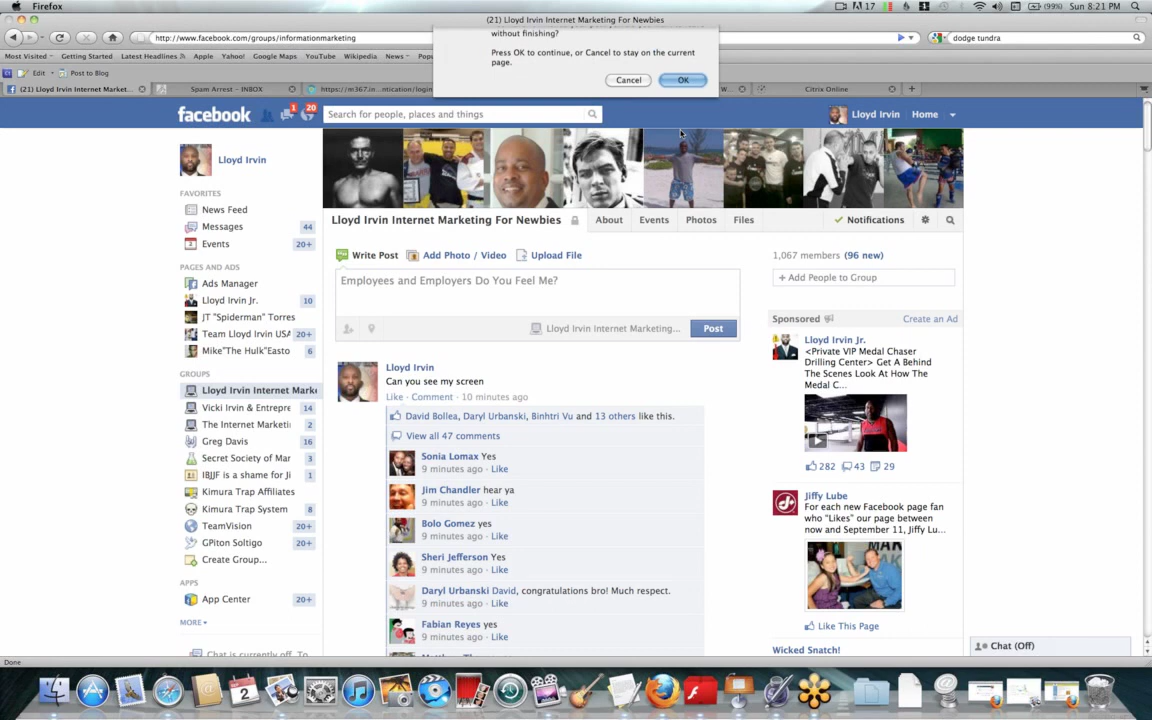 Firefox
17
(99%)
Sun 8:21 PM
(21) Lloyd Irvin Internet Marketing For Newbies
without finishing?
Press OK to continue, or Cancel to stay on the current
page.
Cancel
OK
http://www.facebook.com/groups/informationmarketing
dodge tundra
Most Visited
Getting Started
Latest Headlines
Apple
Yahoo!
Google Maps
YouTube
Wikipedia
News
Edit
Post to Blog
(21) Lloyd Irvin Internet Market...
Spam Arrest - INBOX
https://m367.in...
Citrix Online
facebook
1
20
Search for people, places and things
Lloyd Irvin
Home
Lloyd Irvin
FAVORITES
News Feed
Messages 44
Events 20+
PAGES AND ADS
Ads Manager
Lloyd Irvin Jr. 10
JT "Spiderman" Torres
Team Lloyd Irvin USA 20+
Mike"The Hulk"Easto 6
GROUPS
Lloyd Irvin Internet Marke
Vicki Irvin & Entrepre 14
The Internet Marketi 2
Greg Davis 16
Secret Society of Mar 3
IBJJF is a shame for Ji 1
Kimura Trap Affiliates
Kimura Trap System 8
TeamVision 20+
GPiton Soltigo 20+
Create Group...
APPS
App Center 20+
MORE
Chat is currently off. To
Lloyd Irvin Internet Marketing For Newbies
About
Events
Photos
Files
Notifications
Write Post
Add Photo / Video
Upload File
Employees and Employers Do You Feel Me?
Lloyd Irvin Internet Marketing...
Post
Lloyd Irvin
Can you see my screen
Like · Comment · 10 minutes ago
David Bollea, Daryl Urbanski, Binhtri Vu and 13 others like this.
View all 47 comments
Sonia Lomax Yes
9 minutes ago · Like
Jim Chandler hear ya
9 minutes ago · Like
Bolo Gomez yes
9 minutes ago · Like
Sheri Jefferson Yes
9 minutes ago · Like
Daryl Urbanski David, congratulations bro! Much respect.
9 minutes ago · Like
Fabian Reyes yes
9 minutes ago · Like
1,067 members (96 new)
+ Add People to Group
Sponsored
Create an Ad
Lloyd Irvin Jr.
<Private VIP Medal Chaser
Drilling Center> Get A Behind
The Scenes Look At How The
Medal C...
282 43 29
Jiffy Lube
For each new Facebook page fan
who "Likes" our page between
now and September 11, Jiffy Lu...
Like This Page
Wicked Snatch!
Chat (Off)
Done
2